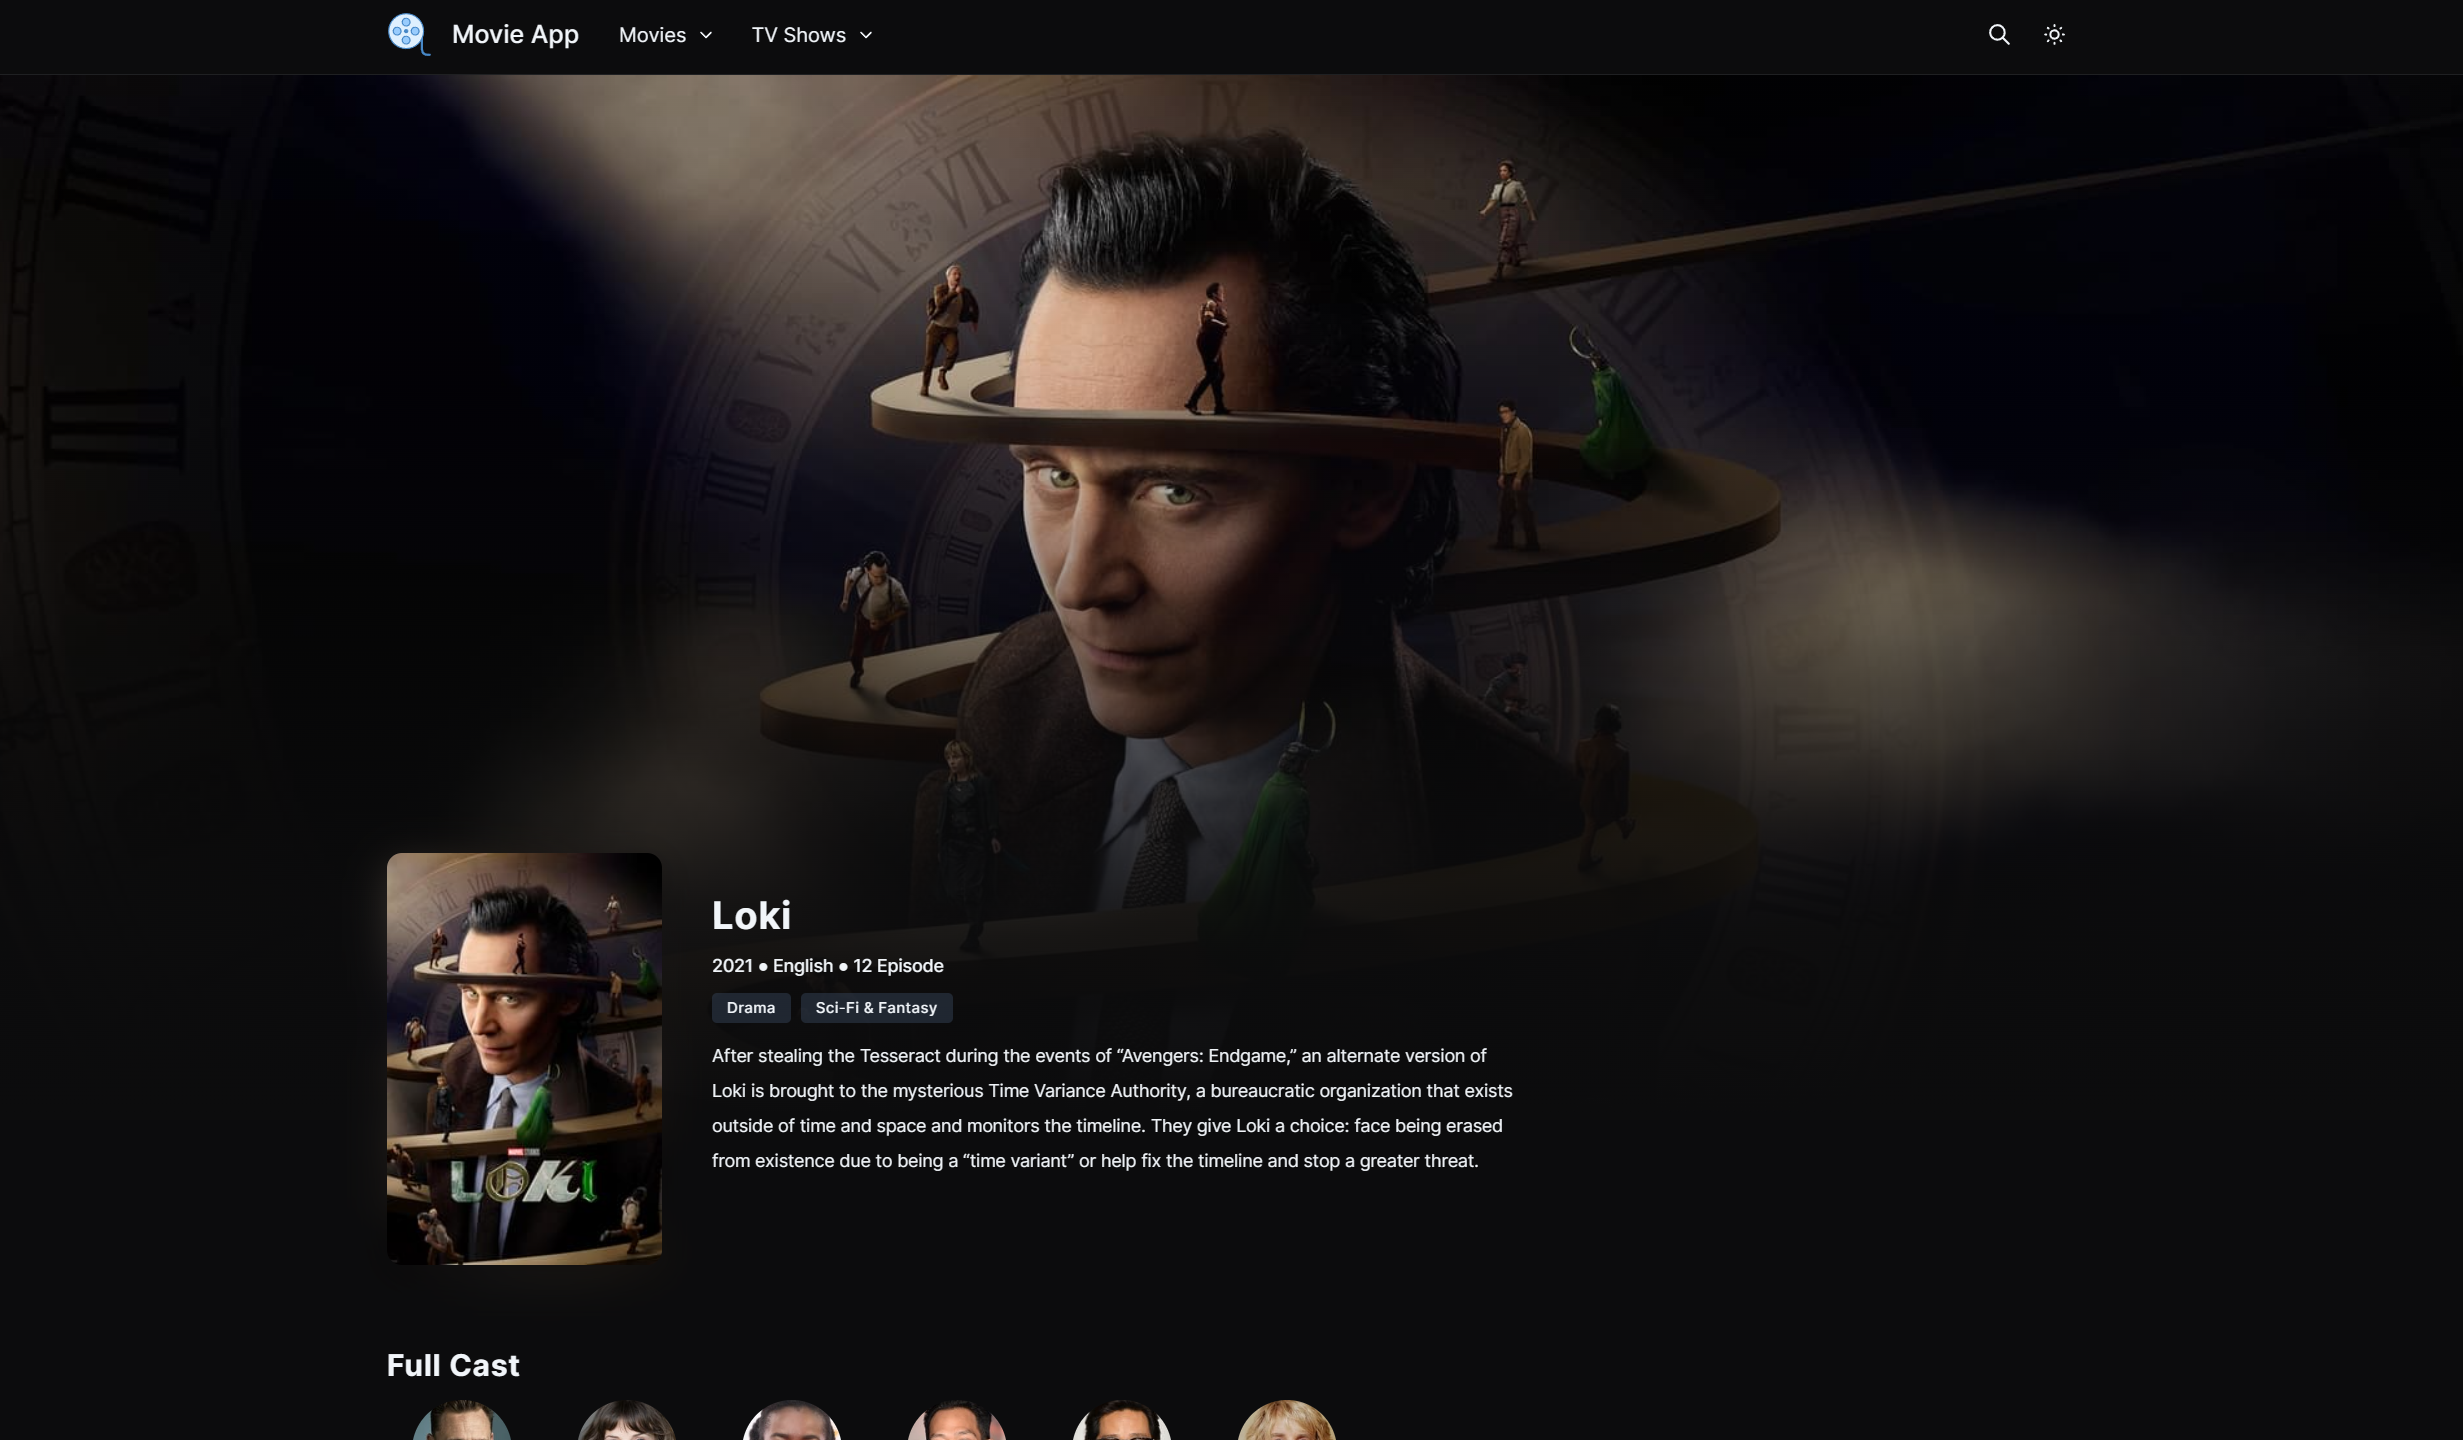 Movie App
Movies
TV Shows
Loki
2021 ● English ● 12 Episode
Drama
Sci-Fi & Fantasy
After stealing the Tesseract during the events of “Avengers: Endgame,” an alternate version of
Loki is brought to the mysterious Time Variance Authority, a bureaucratic organization that exists
outside of time and space and monitors the timeline. They give Loki a choice: face being erased
from existence due to being a “time variant” or help fix the timeline and stop a greater threat.
MARVEL STUDIOS
LOKI
Full Cast